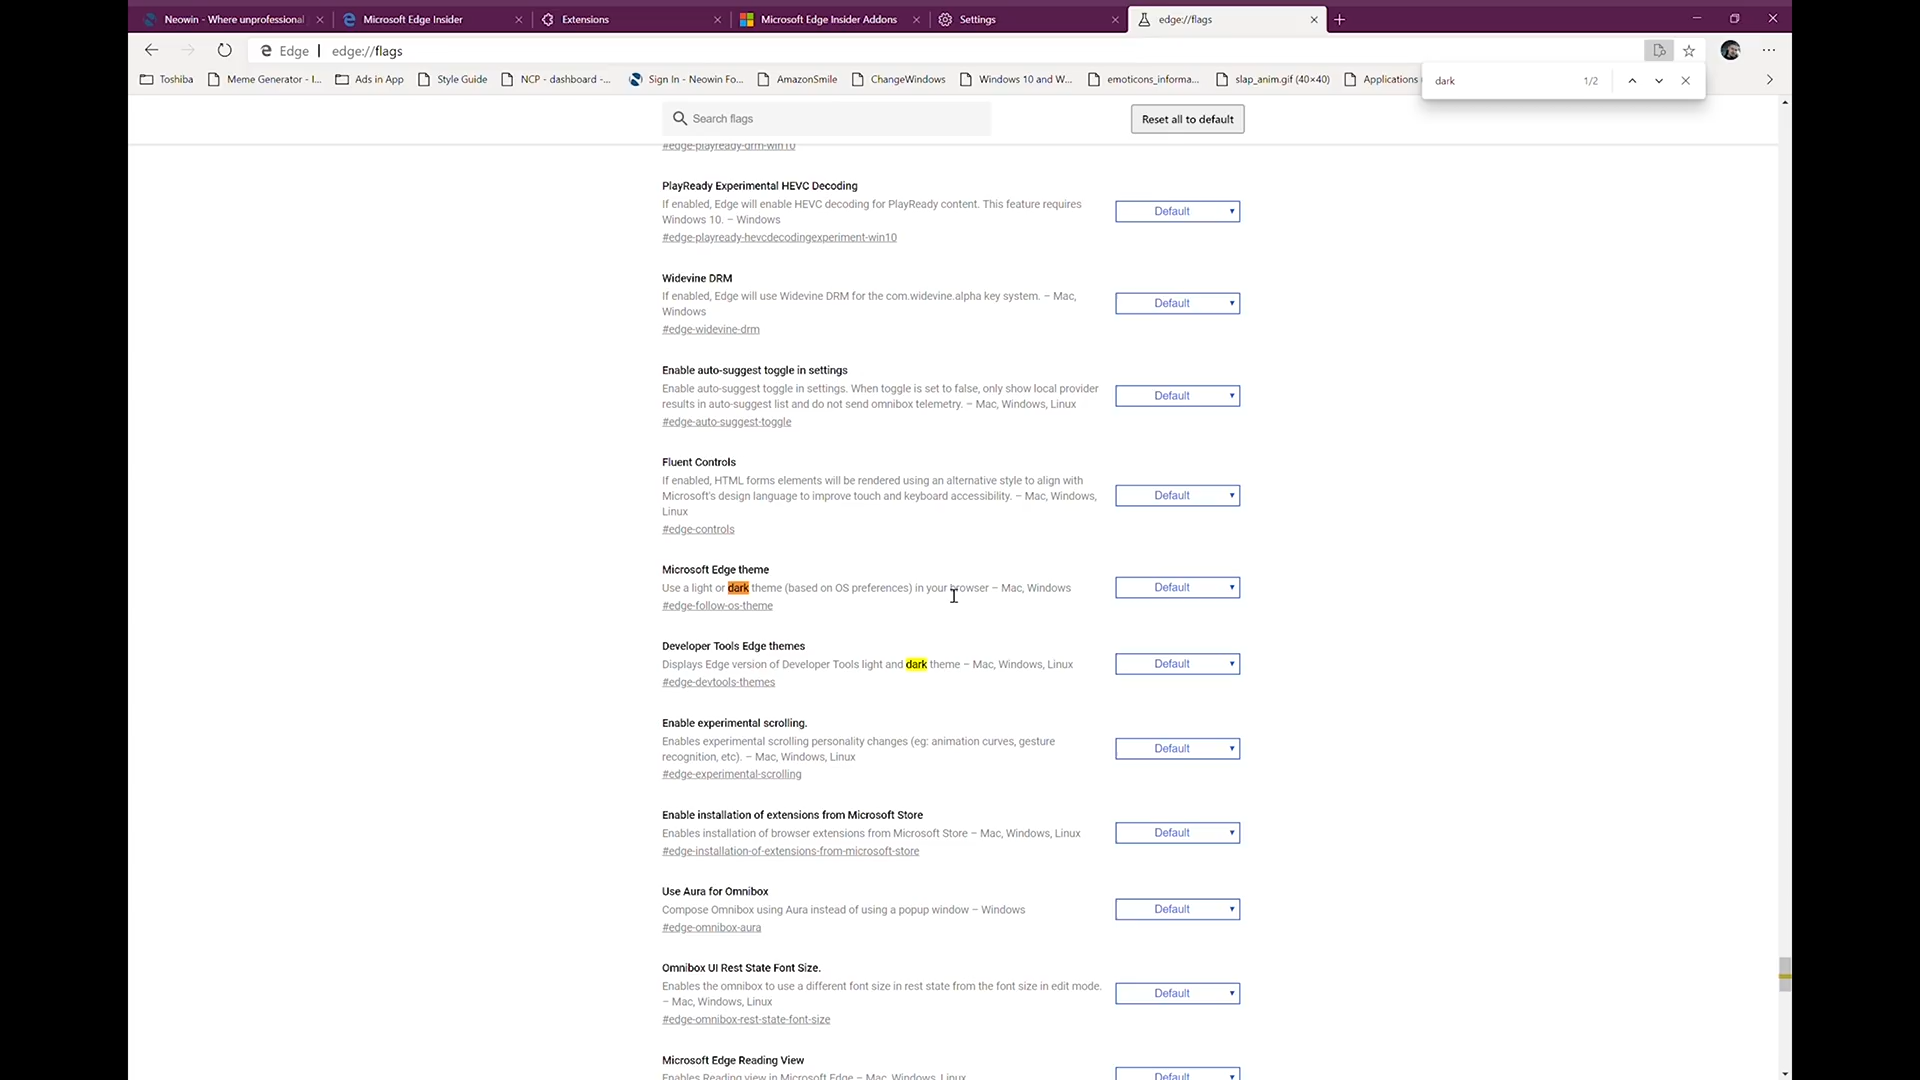 Neowin - Where unprofessional
Microsoft Edge Insider
Extensions
Microsoft Edge Insider Addons
Settings
edge://flags
Edge | edge://flags
Toshiba
Meme Generator - I...
Ads in App
Style Guide
NCP - dashboard -...
Sign In - Neowin Fo...
AmazonSmile
ChangeWindows
Windows 10 and W...
emoticons_informa...
slap_anim.gif (40×40)
Applications
dark
1/2
Search flags
Reset all to default
#edge-playready-drm-win10
PlayReady Experimental HEVC Decoding
If enabled, Edge will enable HEVC decoding for PlayReady content. This feature requires
Windows 10. – Windows
#edge-playready-hevcdecodingexperiment-win10
Default
Widevine DRM
If enabled, Edge will use Widevine DRM for the com.widevine.alpha key system. – Mac,
Windows
#edge-widevine-drm
Default
Enable auto-suggest toggle in settings
Enable auto-suggest toggle in settings. When toggle is set to false, only show local provider
results in auto-suggest list and do not send omnibox telemetry. – Mac, Windows, Linux
#edge-auto-suggest-toggle
Default
Fluent Controls
If enabled, HTML forms elements will be rendered using an alternative style to align with
Microsoft's design language to improve touch and keyboard accessibility. – Mac, Windows,
Linux
#edge-controls
Default
Microsoft Edge theme
Use a light or dark theme (based on OS preferences) in your browser – Mac, Windows
#edge-follow-os-theme
Default
Developer Tools Edge themes
Displays Edge version of Developer Tools light and dark theme – Mac, Windows, Linux
#edge-devtools-themes
Default
Enable experimental scrolling.
Enables experimental scrolling personality changes (eg: animation curves, gesture
recognition, etc). – Mac, Windows, Linux
#edge-experimental-scrolling
Default
Enable installation of extensions from Microsoft Store
Enables installation of browser extensions from Microsoft Store – Mac, Windows, Linux
#edge-installation-of-extensions-from-microsoft-store
Default
Use Aura for Omnibox
Compose Omnibox using Aura instead of using a popup window – Windows
#edge-omnibox-aura
Default
Omnibox UI Rest State Font Size.
Enables the omnibox to use a different font size in rest state from the font size in edit mode.
– Mac, Windows, Linux
#edge-omnibox-rest-state-font-size
Default
Microsoft Edge Reading View
Enables Reading view in Microsoft Edge – Mac, Windows, Linux
Default